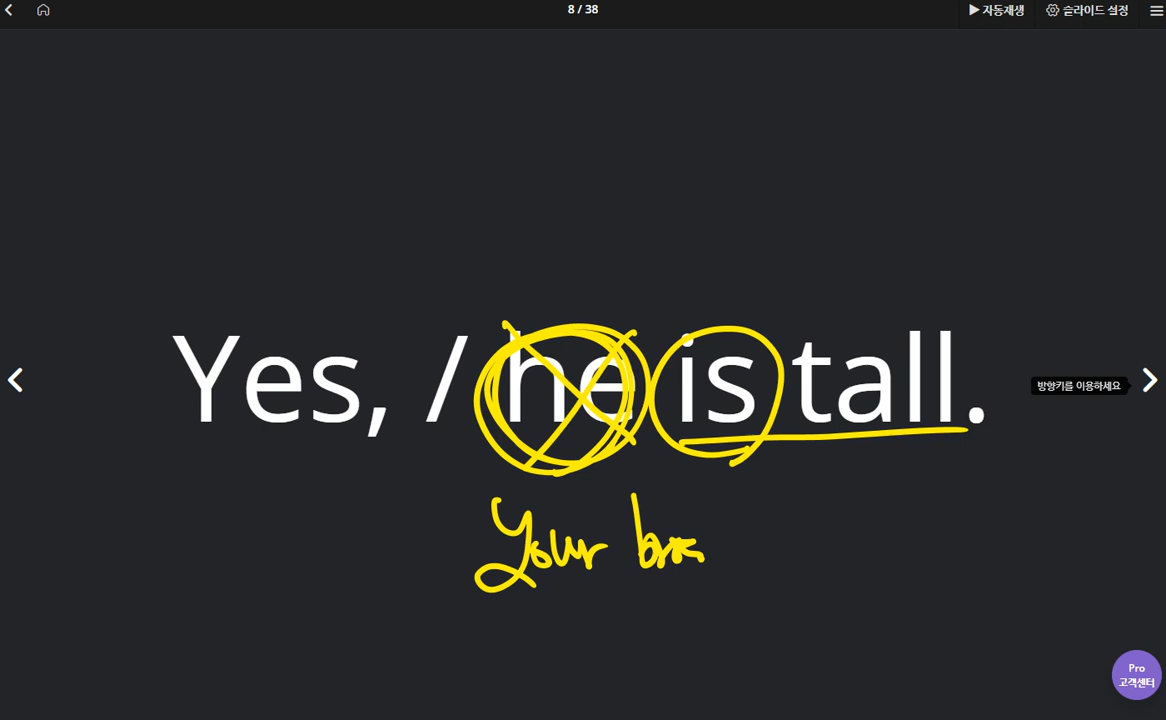 8 / 38
▶ 자동재생
슬라이드 설정
Yes, / he is tall.
방향키를 이용하세요
Your
Pro
고객센터